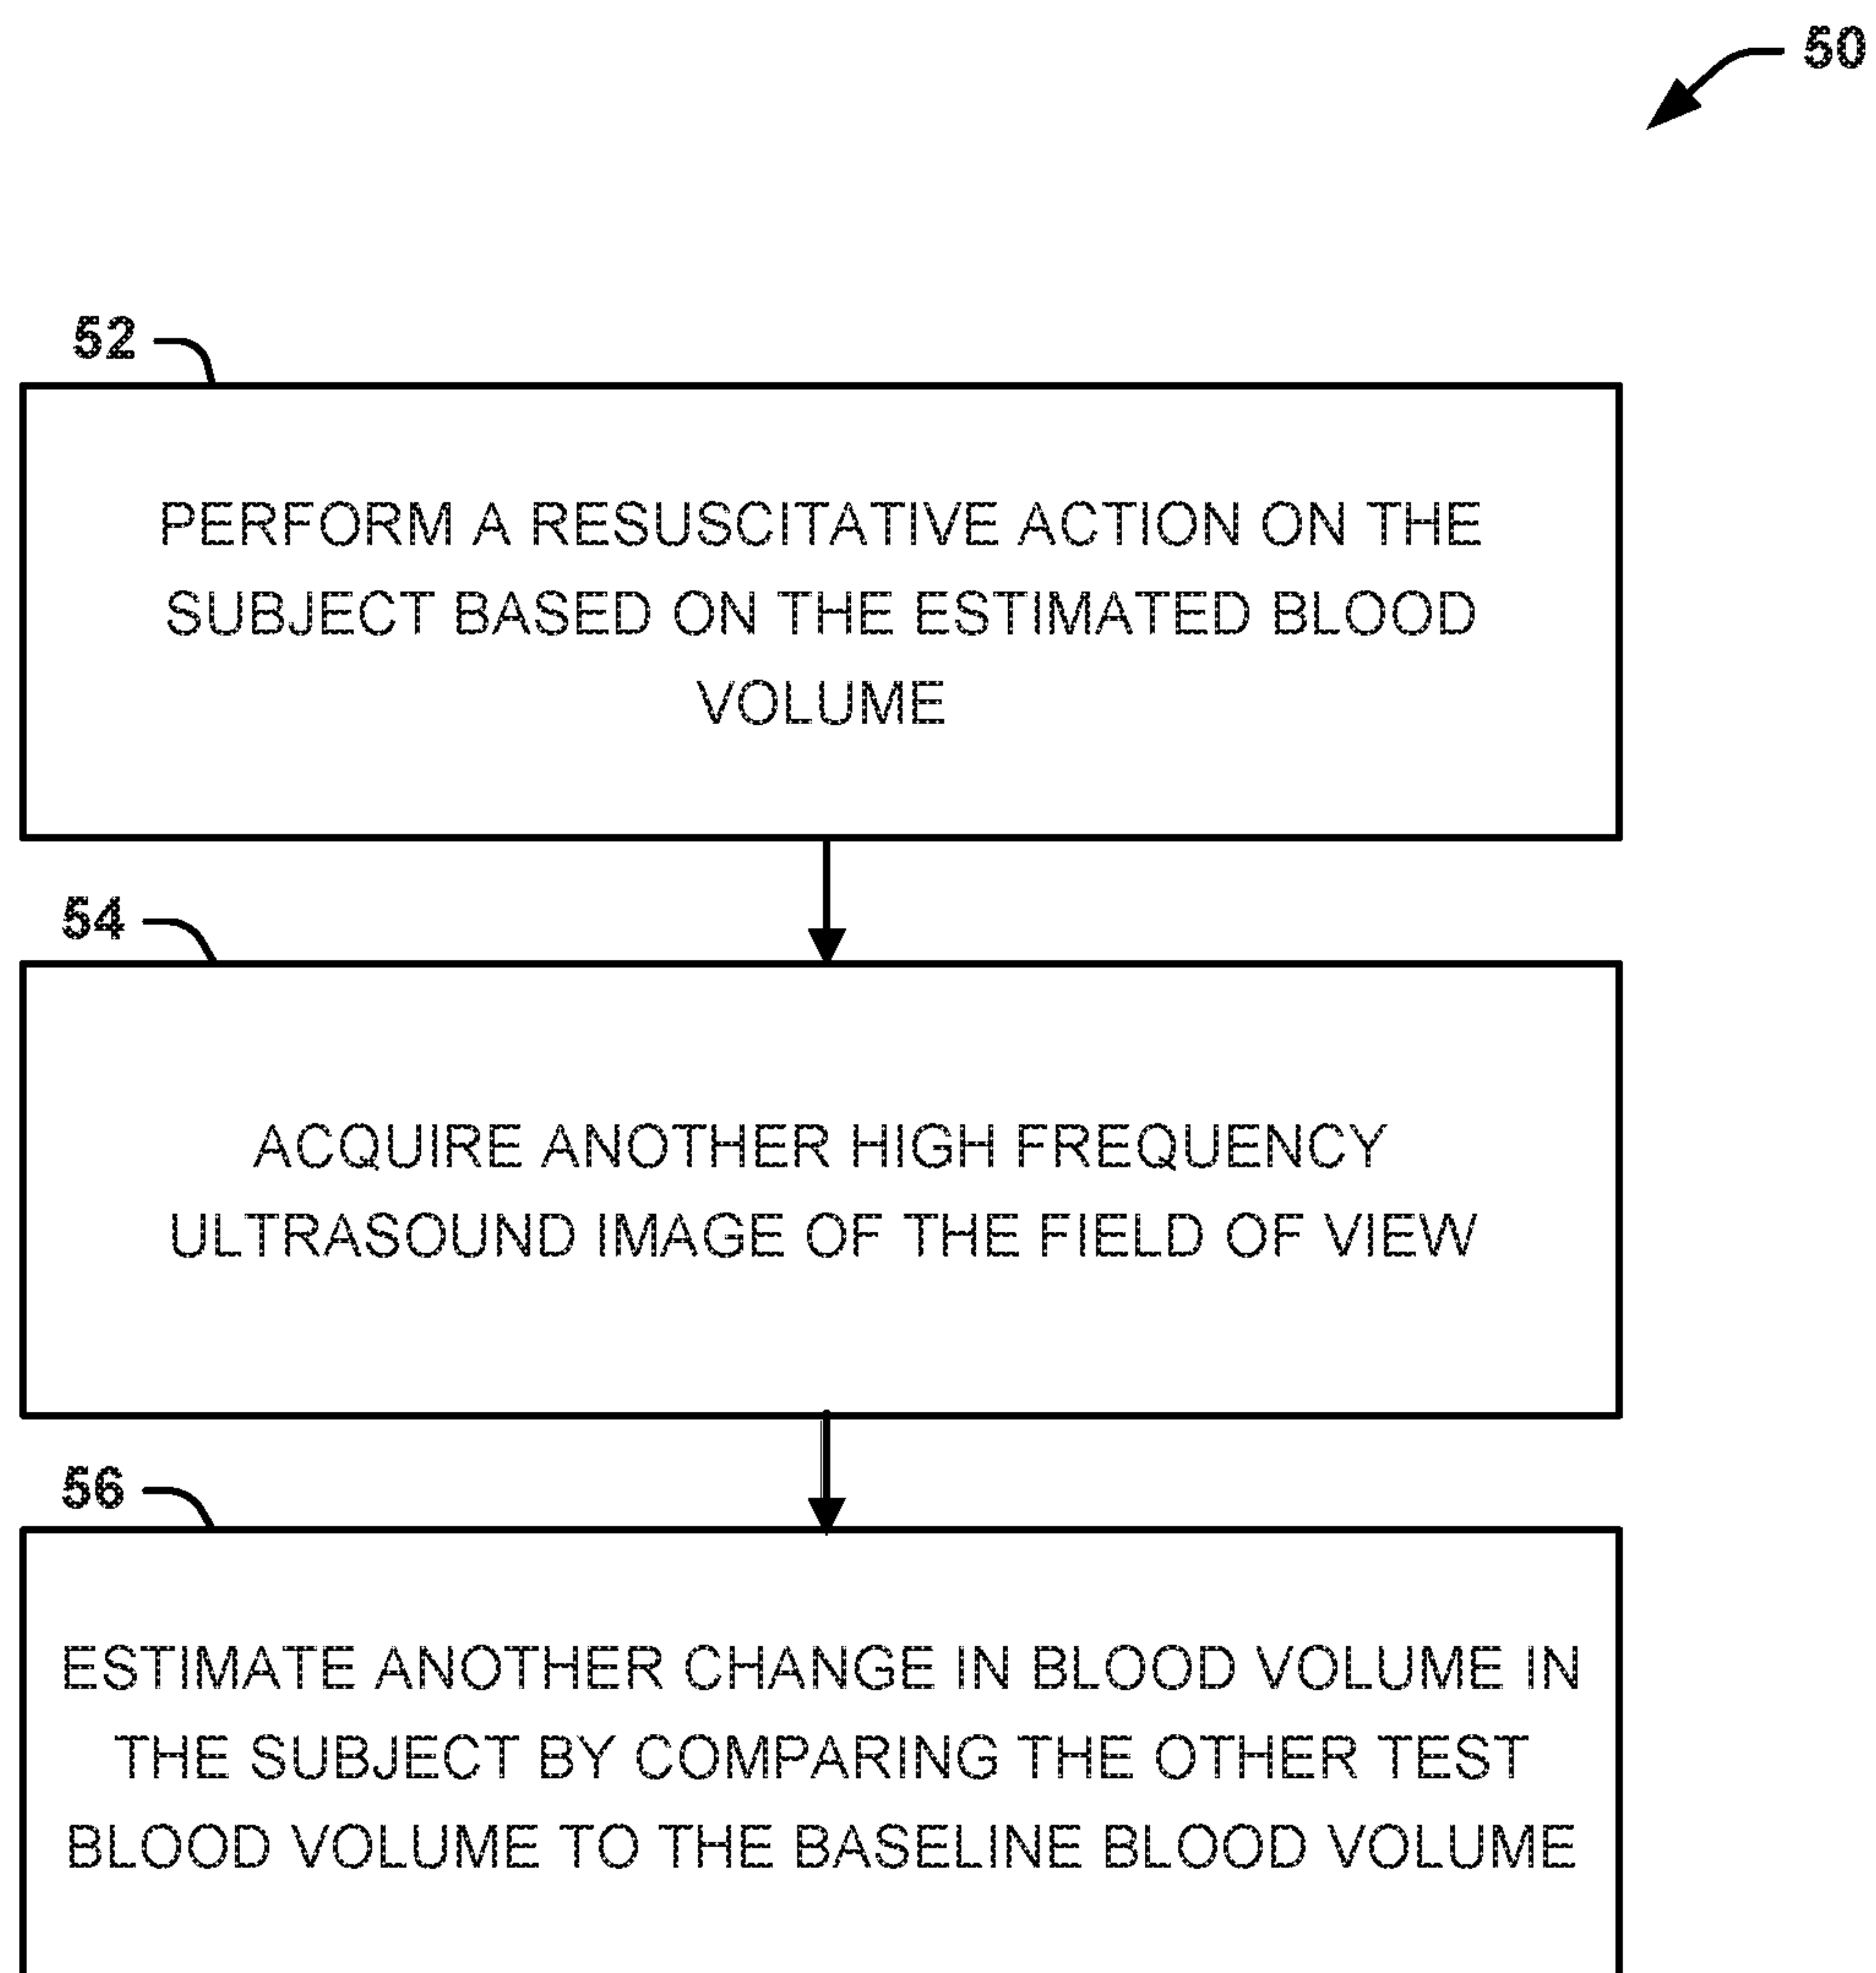 50
52
PERFORM A RESUSCITATIVE ACTION ON THE
SUBJECT BASED ON THE ESTIMATED BLOOD
VOLUME
54
ACQUIRE ANOTHER HIGH FREQUENCY
ULTRASOUND IMAGE OF THE FIELD OF VIEW
56
ESTIMATE ANOTHER CHANGE IN BLOOD VOLUME IN
THE SUBJECT BY COMPARING THE OTHER TEST
BLOOD VOLUME TO THE BASELINE BLOOD VOLUME